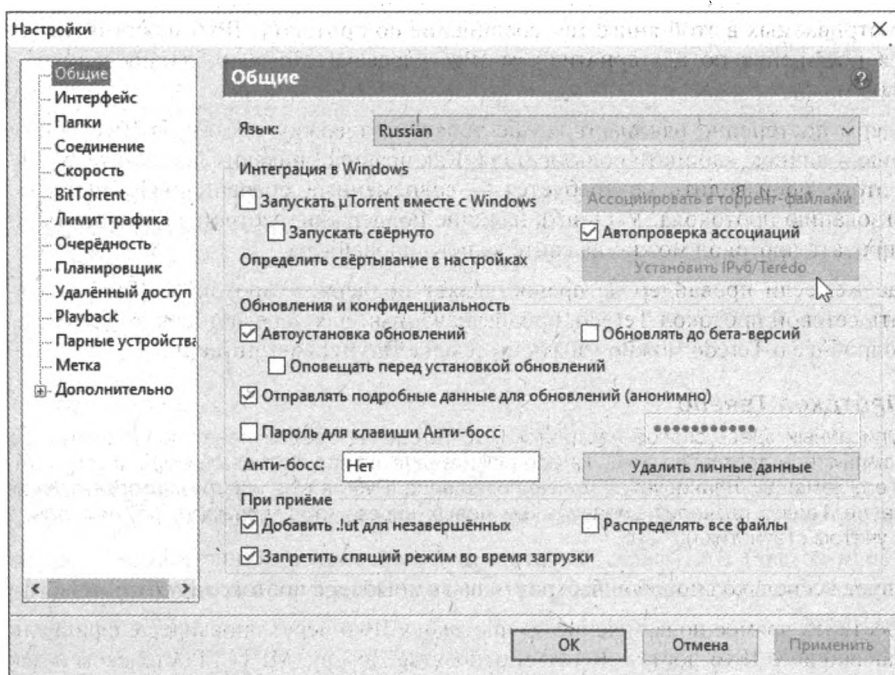 Настройки
Общие
Интерфейс
Папки
Соединение
Скорость
BitTorrent
Лимит трафика
Очерёдность
Планировщик
Удалённый доступ
Playback
Парные устройства
Метка
Дополнительно
Общие
Язык: Russian
Интеграция в Windows
Запускать µTorrent вместе с Windows Ассоциировать в торрент-файлами
Запускать свёрнуто Автопроверка ассоциаций
Определить свёртывание в настройках Установить IPv6/Teredo
Обновления и конфиденциальность
Автоустановка обновлений Обновлять до бета-версий
Оповещать перед установкой обновлений
Отправлять подробные данные для обновлений (анонимно)
Пароль для клавиши Анти-босс
Анти-босс: Нет Удалить личные данные
При приёме
Добавить .!ut для незавершённых Распределять все файлы
Запретить спящий режим во время загрузки
OK Отмена Применить